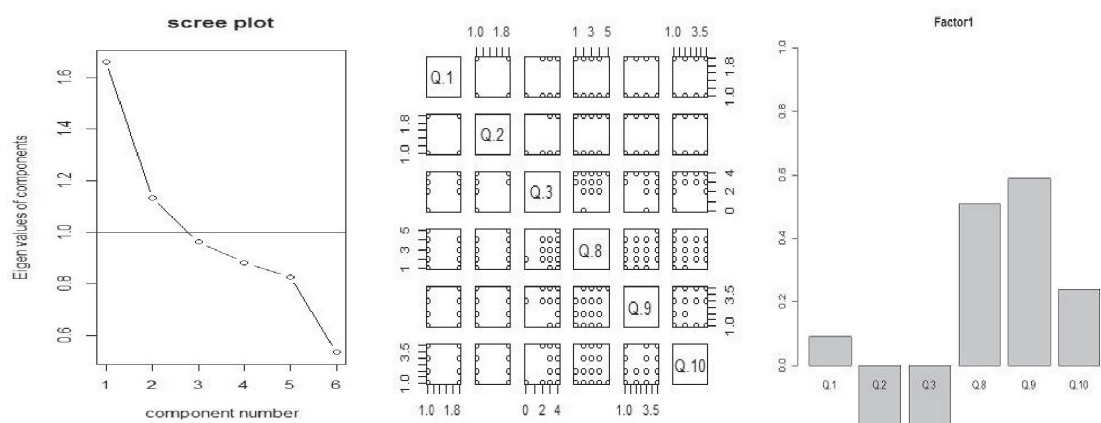 scree plot
Eigen values of components
0.6 0.8 1.0 1.2 1.4 1.6
1 2 3 4 5 6
component number
1.0 1.8
1 3 5
1.0 3.5
Q.1
1.0 1.8
1.0 1.8
Q.2
Q.3
0 2 4
1 3 5
Q.8
Q.9
1.0 3.5
1.0 3.5
Q.10
1.0 1.8
0 2 4
1.0 3.5
Factor1
0.0 0.2 0.4 0.6 0.8 1.0
Q.1 Q.2 Q.3 Q.8 Q.9 Q.10